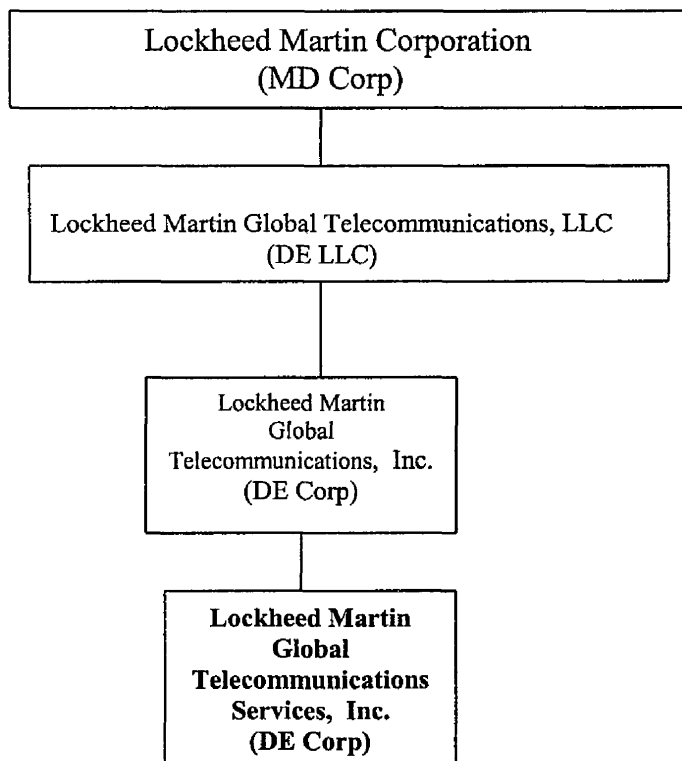 Lockheed Martin Corporation
(MD Corp)
Lockheed Martin Global Telecommunications, LLC
(DE LLC)
Lockheed Martin
Global
Telecommunications, Inc.
(DE Corp)
Lockheed Martin
Global
Telecommunications
Services, Inc.
(DE Corp)